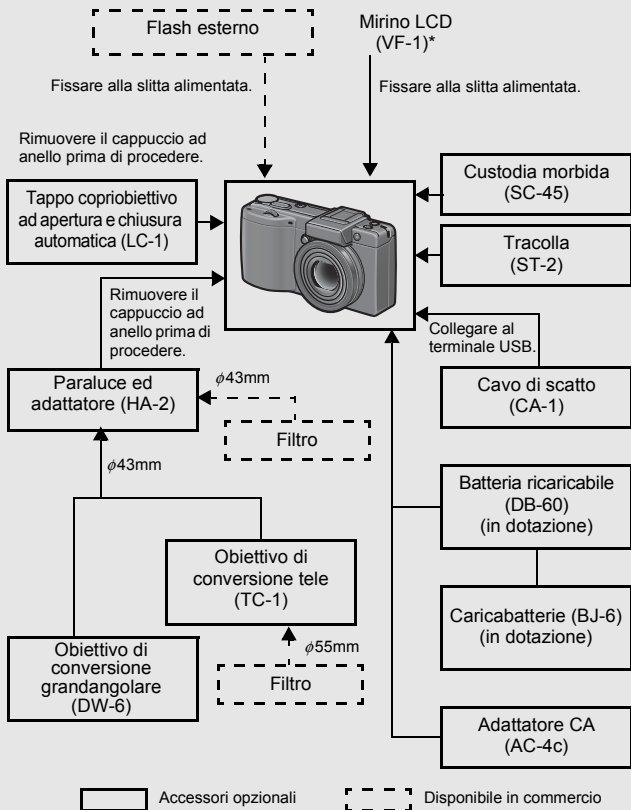 Flash esterno
Mirino LCD
(VF-1)*
Fissare alla slitta alimentata.
Fissare alla slitta alimentata.
Rimuovere il cappuccio ad
anello prima di procedere.
Tappo copriobiettivo
ad apertura e chiusura
automatica (LC-1)
Custodia morbida
(SC-45)
Tracolla
(ST-2)
Rimuovere il
cappuccio ad
anello prima di
procedere.
Collegare al
terminale USB.
Cavo di scatto
(CA-1)
Paraluce ed
adattatore (HA-2)
ϕ43mm
Filtro
ϕ43mm
Batteria ricaricabile
(DB-60)
(in dotazione)
Obiettivo di
conversione tele
(TC-1)
Caricabatterie (BJ-6)
(in dotazione)
Obiettivo di
conversione
grandangolare
(DW-6)
ϕ55mm
Filtro
Adattatore CA
(AC-4c)
Accessori opzionali
Disponibile in commercio